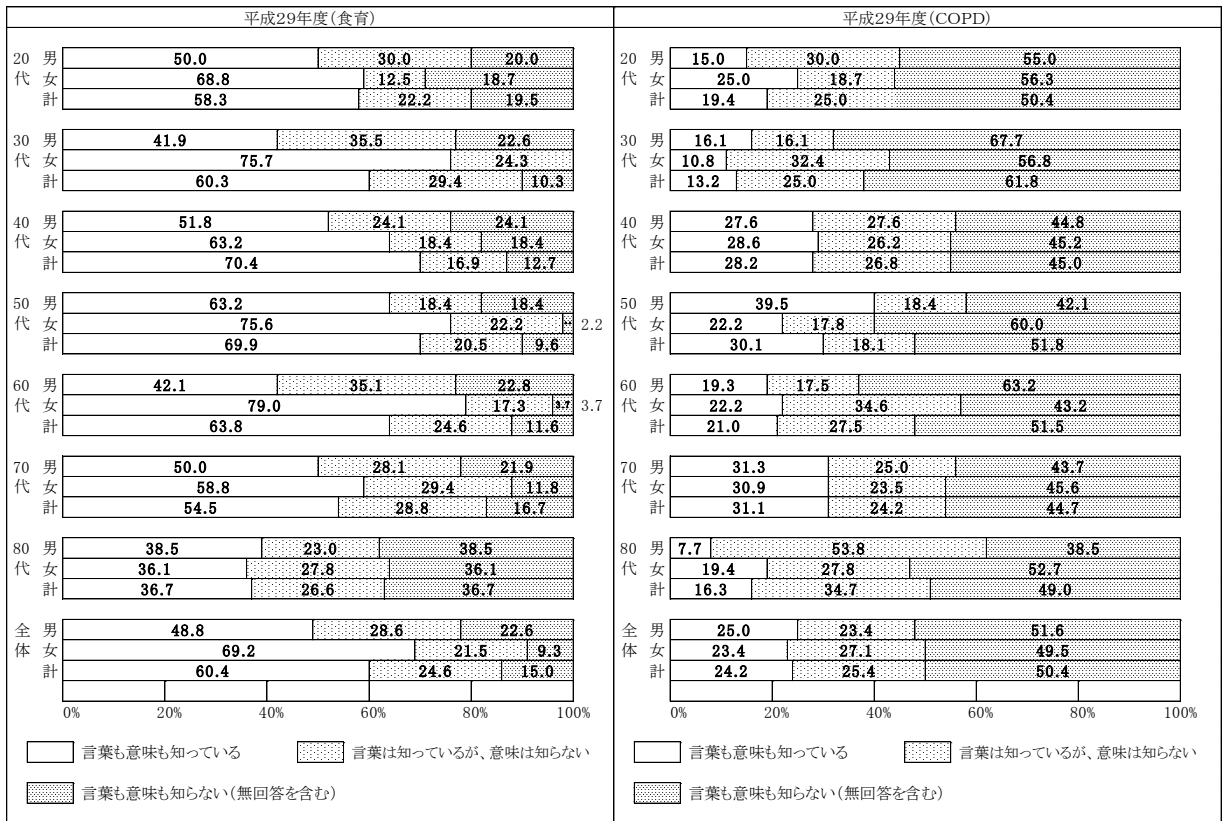 平成29年度(食育)
20 男 50.0 30.0 20.0
代 女 68.8 12.5 18.7
計 58.3 22.2 19.5
30 男 41.9 35.5 22.6
代 女 75.7 24.3
計 60.3 29.4 10.3
40 男 51.8 24.1 24.1
代 女 63.2 18.4 18.4
計 70.4 16.9 12.7
50 男 63.2 18.4 18.4
代 女 75.6 22.2 2.2
計 69.9 20.5 9.6
60 男 42.1 35.1 22.8
代 女 79.0 17.3 3.7 3.7
計 63.8 24.6 11.6
70 男 50.0 28.1 21.9
代 女 58.8 29.4 11.8
計 54.5 28.8 16.7
80 男 38.5 23.0 38.5
代 女 36.1 27.8 36.1
計 36.7 26.6 36.7
全 男 48.8 28.6 22.6
体 女 69.2 21.5 9.3
計 60.4 24.6 15.0
0% 20% 40% 60% 80% 100%
言葉も意味も知っている 言葉は知っているが、意味は知らない
言葉も意味も知らない(無回答を含む)
平成29年度(COPD)
20 男 15.0 30.0 55.0
代 女 25.0 18.7 56.3
計 19.4 25.0 50.4
30 男 16.1 16.1 67.7
代 女 10.8 32.4 56.8
計 13.2 25.0 61.8
40 男 27.6 27.6 44.8
代 女 28.6 26.2 45.2
計 28.2 26.8 45.0
50 男 39.5 18.4 42.1
代 女 22.2 17.8 60.0
計 30.1 18.1 51.8
60 男 19.3 17.5 63.2
代 女 22.2 34.6 43.2
計 21.0 27.5 51.5
70 男 31.3 25.0 43.7
代 女 30.9 23.5 45.6
計 31.1 24.2 44.7
80 男 7.7 53.8 38.5
代 女 19.4 27.8 52.7
計 16.3 34.7 49.0
全 男 25.0 23.4 51.6
体 女 23.4 27.1 49.5
計 24.2 25.4 50.4
0% 20% 40% 60% 80% 100%
言葉も意味も知っている 言葉は知っているが、意味は知らない
言葉も意味も知らない(無回答を含む)